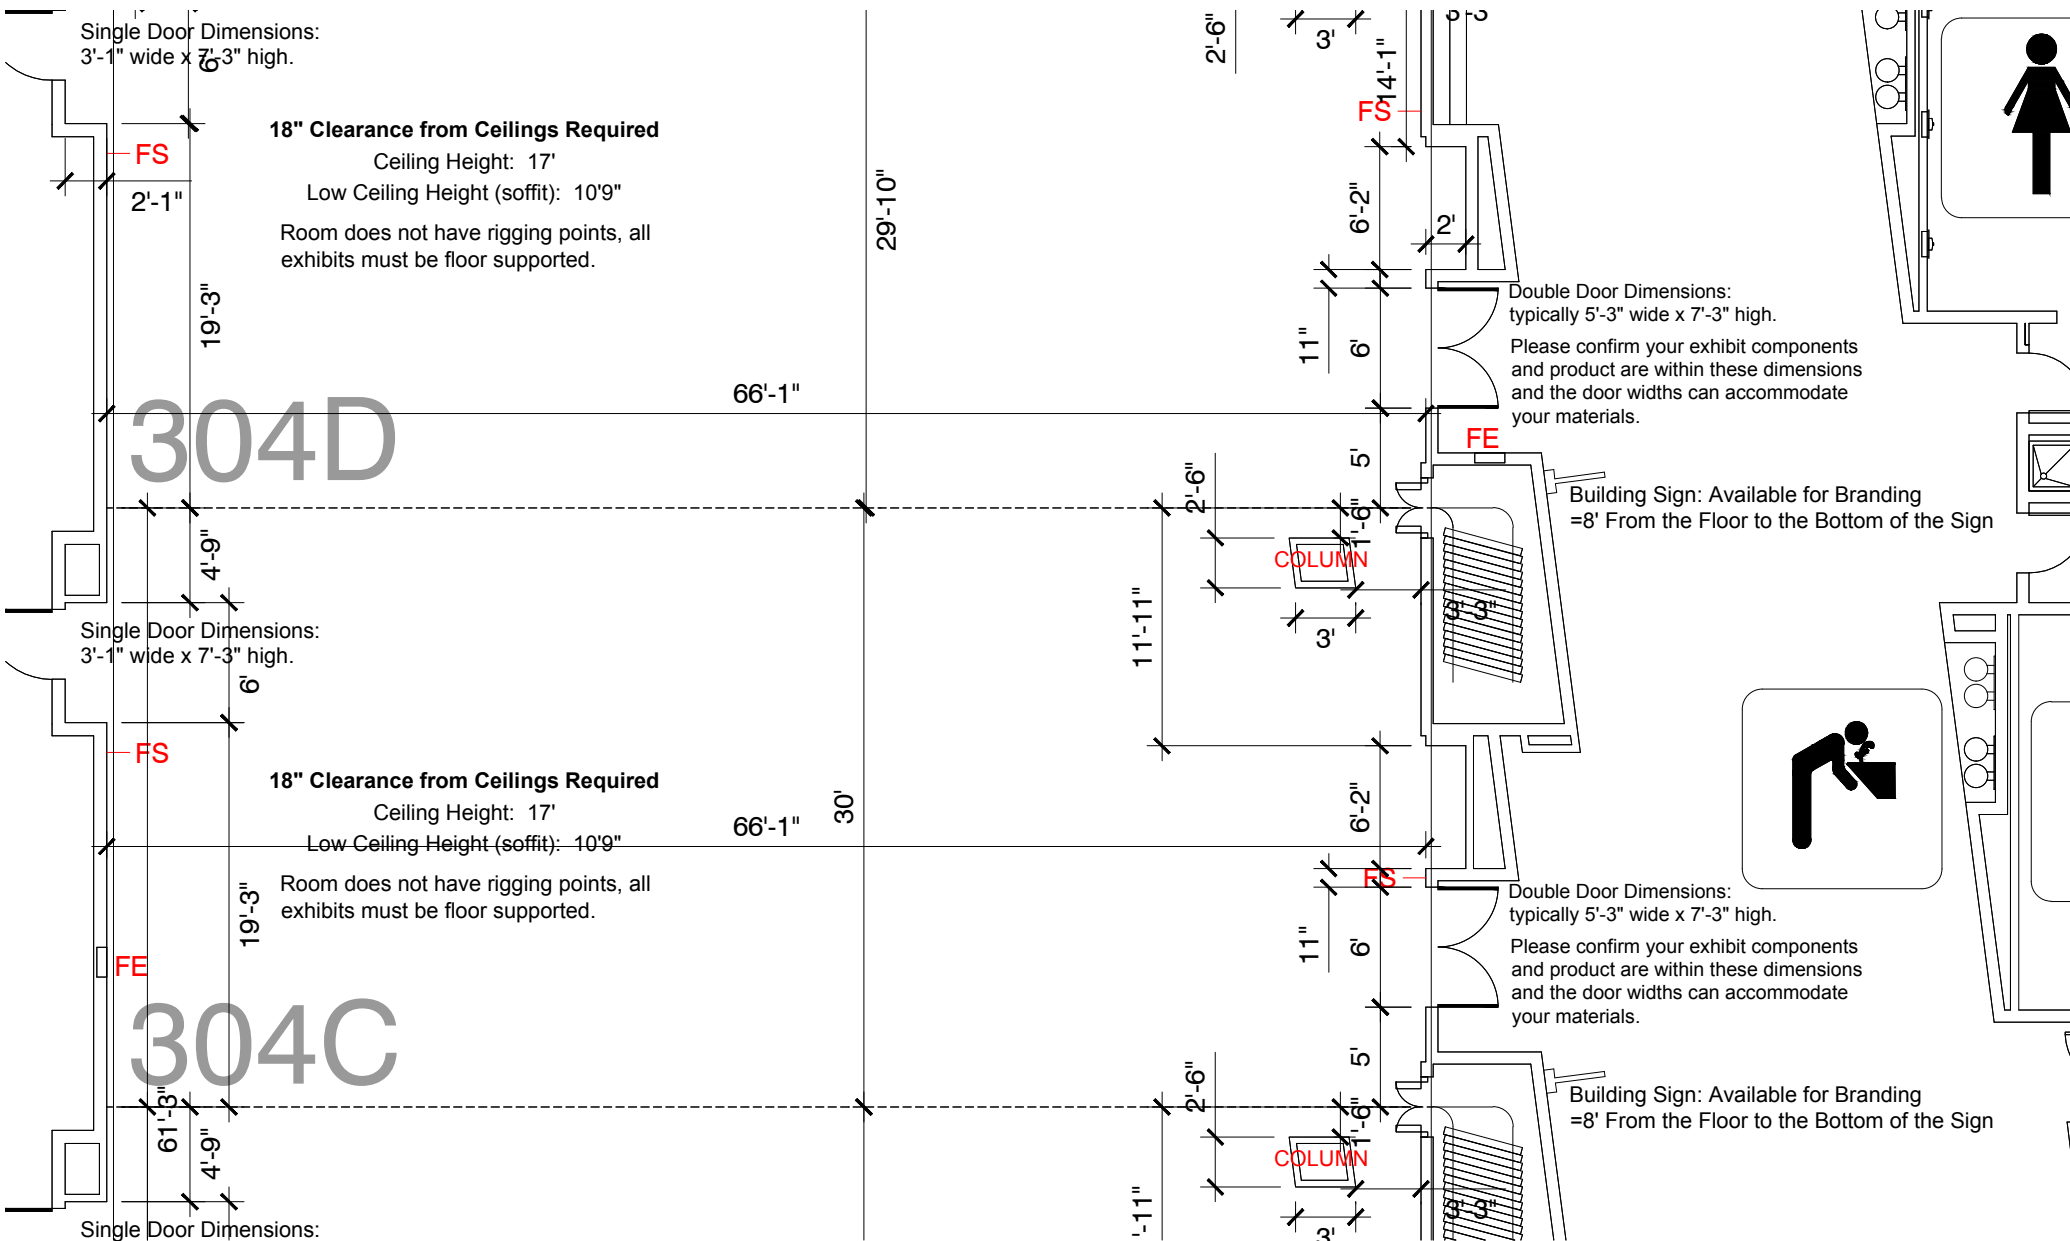 Single Door Dimensions:
3'-1" wide x 7'-3" high.
6'
2'-6"
3'
3'-3"
14'-1"
FS
18" Clearance from Ceilings Required
Ceiling Height: 17'
Low Ceiling Height (soffit): 10'9"
Room does not have rigging points, all
exhibits must be floor supported.
FS
2'-1"
19'-3"
29'-10"
6'-2"
2'
11"
6'
Double Door Dimensions:
typically 5'-3" wide x 7'-3" high.
Please confirm your exhibit components
and product are within these dimensions
and the door widths can accommodate
your materials.
66'-1"
304D
FE
5'
2'-6"
1'-6"
Building Sign: Available for Branding
=8' From the Floor to the Bottom of the Sign
4'-9"
COLUMN
3'-3"
3'
11'-11"
Single Door Dimensions:
3'-1" wide x 7'-3" high.
6'
FS
18" Clearance from Ceilings Required
Ceiling Height: 17'
Low Ceiling Height (soffit): 10'9"
Room does not have rigging points, all
exhibits must be floor supported.
66'-1"
30'
6'-2"
FS
19'-3"
11"
6'
Double Door Dimensions:
typically 5'-3" wide x 7'-3" high.
Please confirm your exhibit components
and product are within these dimensions
and the door widths can accommodate
your materials.
FE
304C
5'
2'-6"
1'-6"
Building Sign: Available for Branding
=8' From the Floor to the Bottom of the Sign
61'-3"
4'-9"
COLUMN
3'-3"
3'
'-11"
Single Door Dimensions: